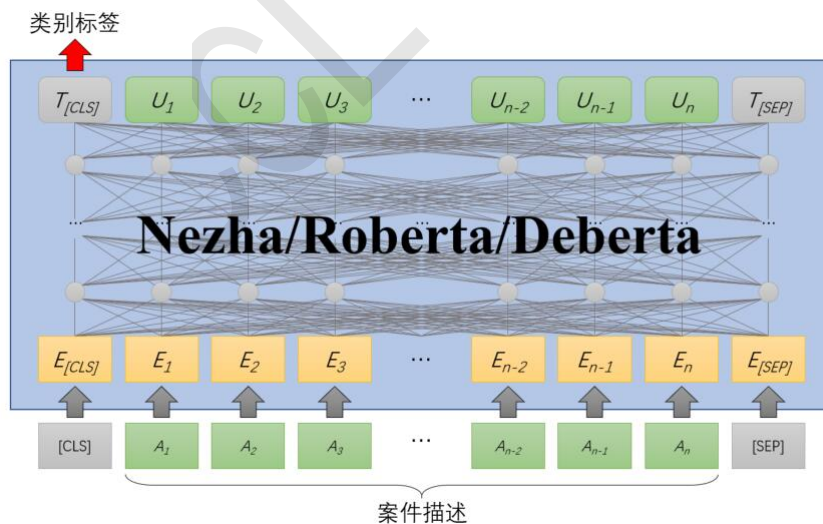 类别标签
T[CLS] U1 U2 U3 ... Un-2 Un-1 Un T[SEP]
... ... ... ... ... ... ... ... ...
Nezha/Roberta/Deberta
E[CLS] E1 E2 E3 ... En-2 En-1 En E[SEP]
[CLS] A1 A2 A3 ... An-2 An-1 An [SEP]
案件描述